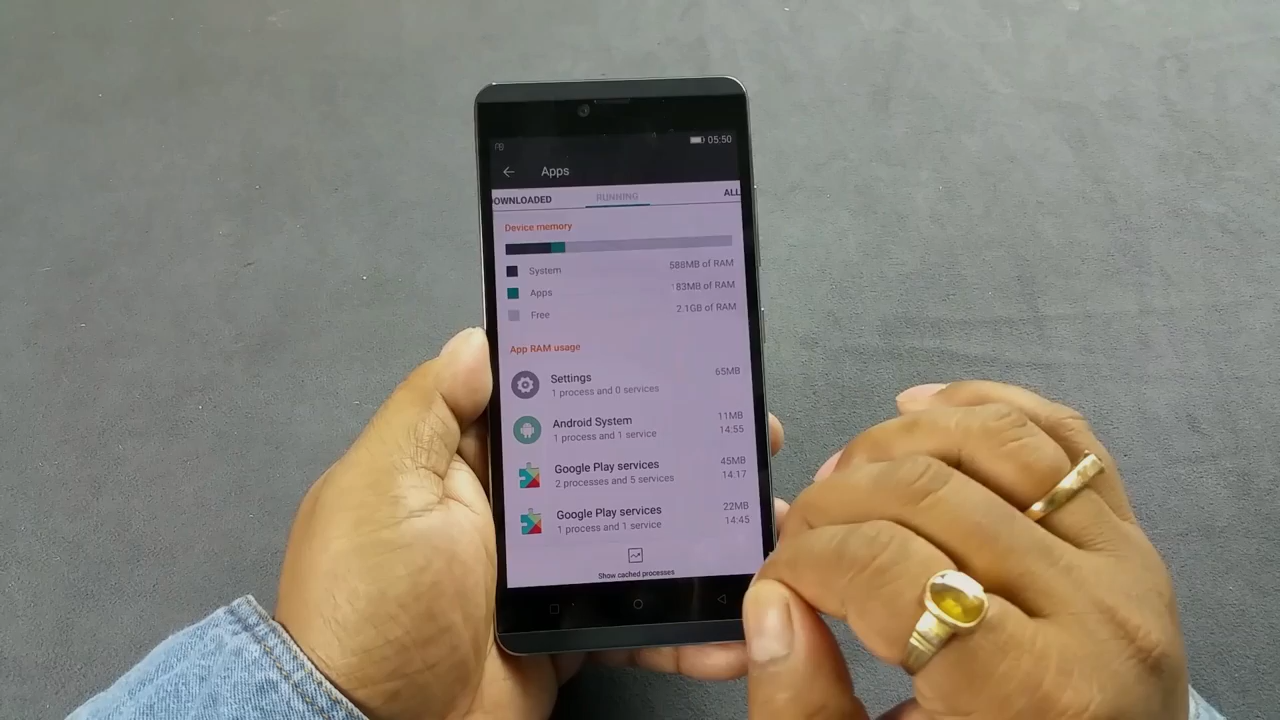 05:50
Apps
OWNLOADED RUNNING ALL
Device memory
System 588MB of RAM
Apps 183MB of RAM
Free 2.1GB of RAM
App RAM usage
Settings 65MB
1 process and 0 services
Android System 11MB
1 process and 1 service 14:55
Google Play services 45MB
2 processes and 5 services 14:17
Google Play services 22MB
1 process and 1 service 14:45
Show cached processes